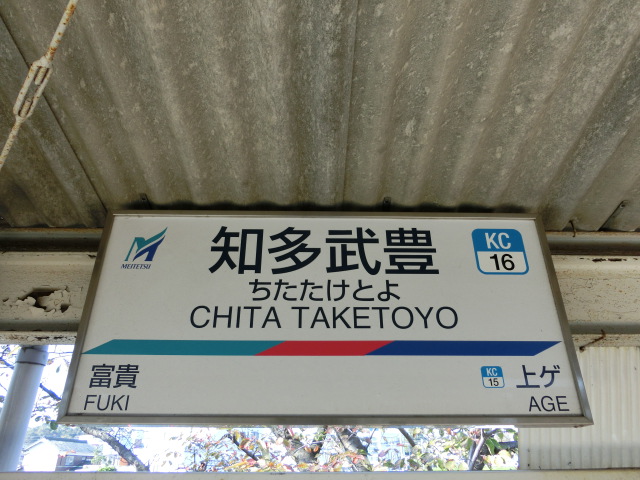 MEITETSU
知多武豊
ちたたけとよ
CHITA TAKETOYO
KC
16
富貴
FUKI
KC
15
上ゲ
AGE